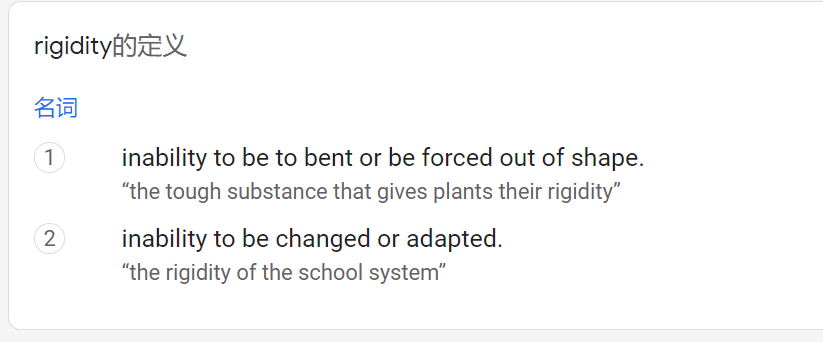 rigidity的定义
名词
1 inability to be to bent or be forced out of shape.
“the tough substance that gives plants their rigidity”
2 inability to be changed or adapted.
“the rigidity of the school system”